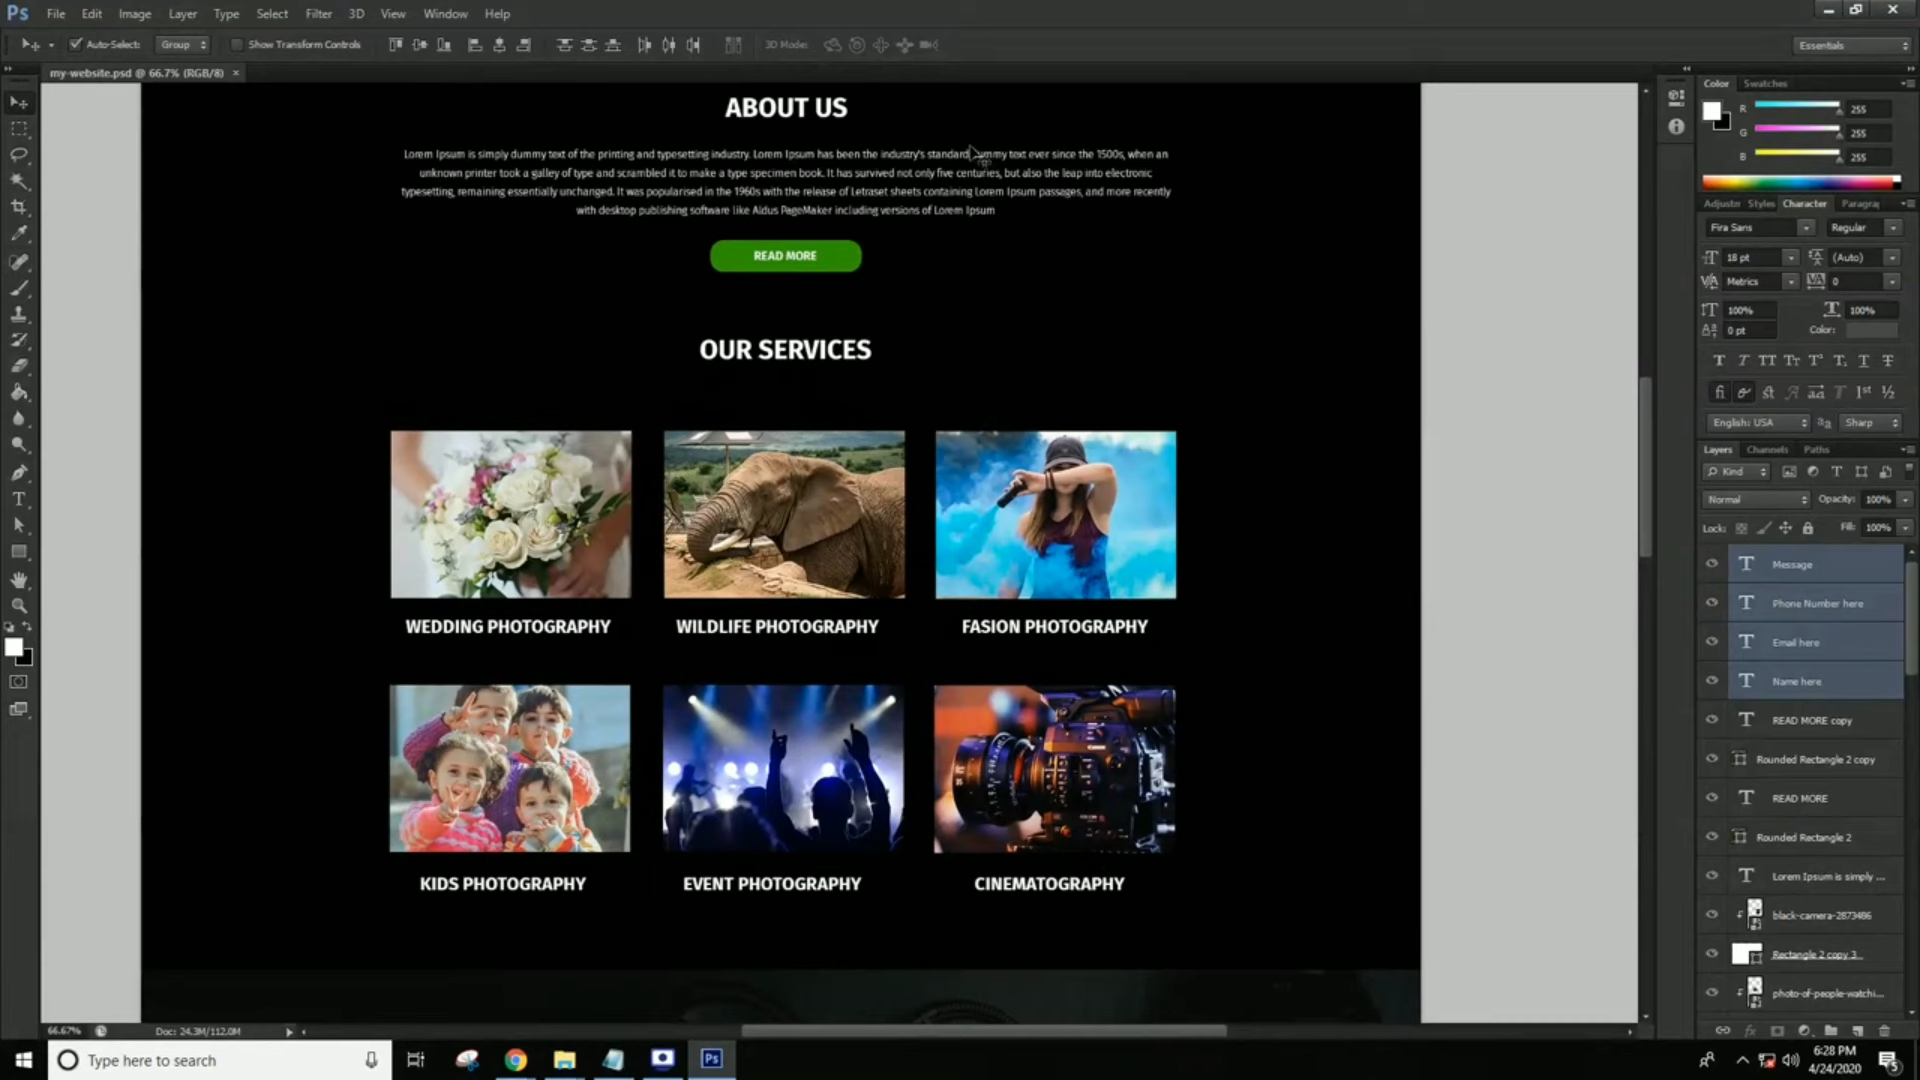 Ps File Edit Image Layer Type Select Filter 3D View Window Help
Auto-Select: Group Show Transform Controls 3D Mode: Essentials
my-website.psd @ 66.7% (RGB/8) ×
ABOUT US
Lorem Ipsum is simply dummy text of the printing and typesetting industry. Lorem Ipsum has been the industry's standard dummy text ever since the 1500s, when an
unknown printer took a galley of type and scrambled it to make a type specimen book. It has survived not only five centuries, but also the leap into electronic
typesetting, remaining essentially unchanged. It was popularised in the 1960s with the release of Letraset sheets containing Lorem Ipsum passages, and more recently
with desktop publishing software like Aldus PageMaker including versions of Lorem Ipsum
READ MORE
OUR SERVICES
WEDDING PHOTOGRAPHY WILDLIFE PHOTOGRAPHY FASION PHOTOGRAPHY
Canon
KIDS PHOTOGRAPHY EVENT PHOTOGRAPHY CINEMATOGRAPHY
Color Swatches
R 255
G 255
B 255
Adjustr Styles Character Paragrap
Fira Sans Regular
18 pt (Auto)
Metrics 0
100% 100%
0 pt Color:
English: USA Sharp
Layers Channels Paths
Kind
Normal Opacity: 100%
Lock: Fill: 100%
Message
Phone Number here
Email here
Name here
READ MORE copy
Rounded Rectangle 2 copy
READ MORE
Rounded Rectangle 2
Lorem Ipsum is simply ...
black-camera-2873486
Rectangle 2 copy 3
photo-of-people-watchi...
66.67% Doc: 24.3M/112.0M
Type here to search
Ps
6:28 PM
4/24/2020
5